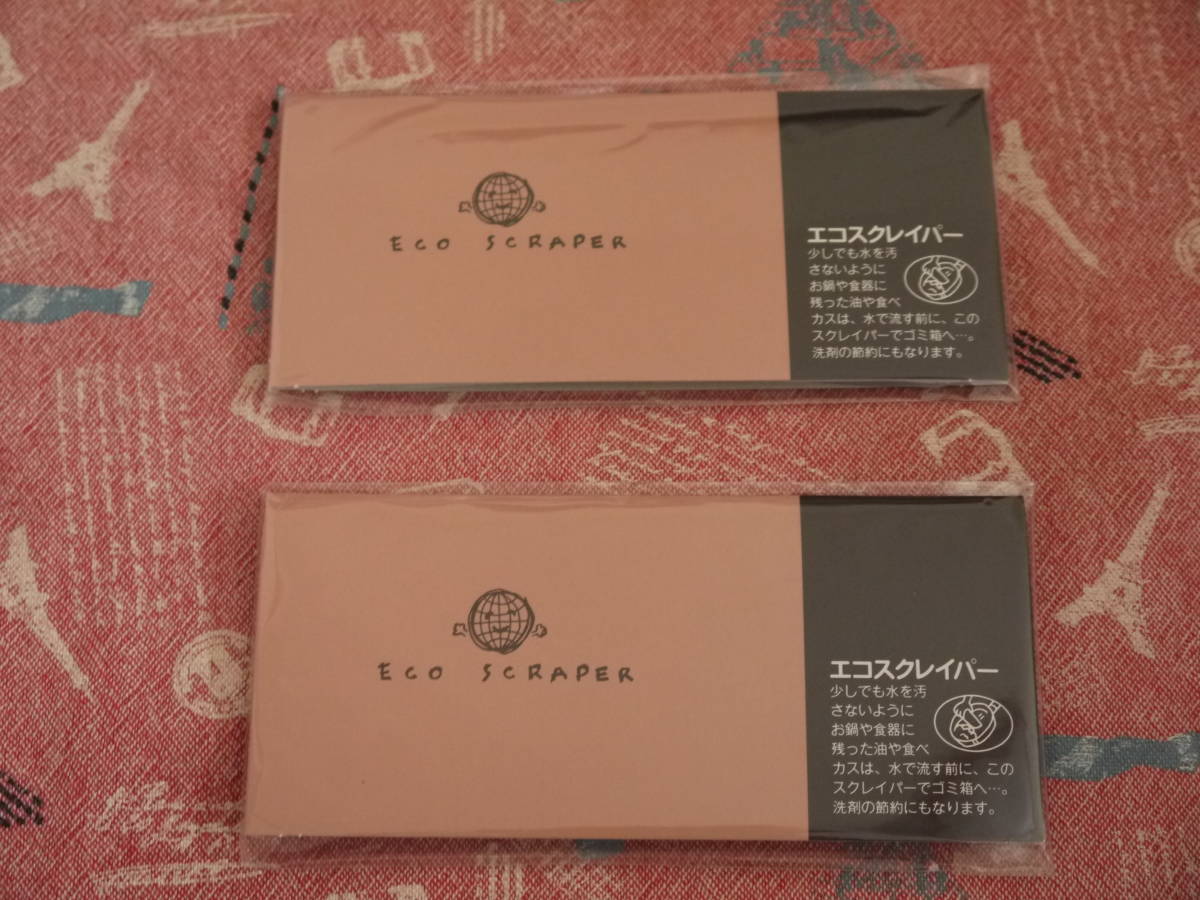 ECO SCRAPER
エコスクレイパー
少しでも水を汚
さないように
お鍋や食器に
残った油や食べ
カスは、水で流す前に、この
スクレイパーでゴミ箱へ…。
洗剤の節約にもなります。
ECO SCRAPER
エコスクレイパー
少しでも水を汚
さないように
お鍋や食器に
残った油や食べ
カスは、水で流す前に、この
スクレイパーでゴミ箱へ…。
洗剤の節約にもなります。